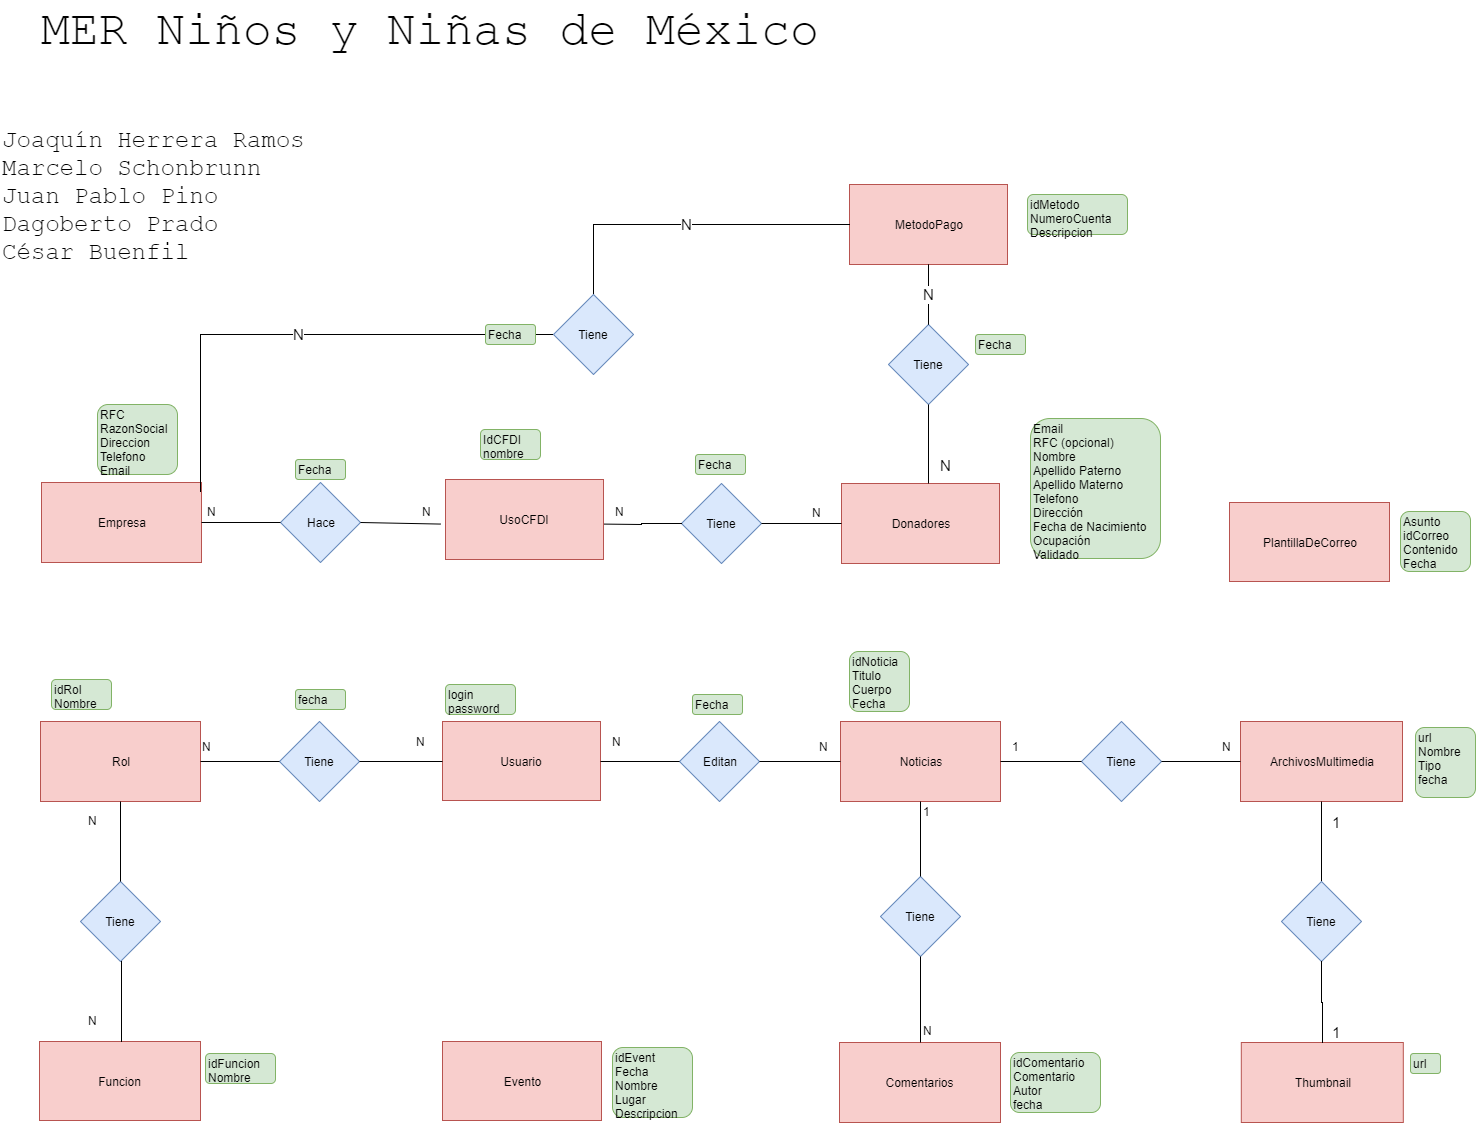 MER Niños y Niñas de México
Joaquín Herrera Ramos
Marcelo Schonbrunn
Juan Pablo Pino
Dagoberto Prado
César Buenfil
MetodoPago
idMetodo
NumeroCuenta
Descripcion
N
N
N
Fecha
Tiene
Tiene
Fecha
N
RFC
RazonSocial
Direccion
Telefono
Email
Empresa
N
Fecha
Hace
N
IdCFDI
nombre
UsoCFDI
N
Fecha
Tiene
N
Donadores
Email
RFC (opcional)
Nombre
Apellido Paterno
Apellido Materno
Telefono
Dirección
Fecha de Nacimiento
Ocupación
Validado
PlantillaDeCorreo
Asunto
idCorreo
Contenido
Fecha
idRol
Nombre
Rol
N
fecha
Tiene
N
login
password
Usuario
N
Fecha
Editan
N
idNoticia
Titulo
Cuerpo
Fecha
Noticias
1
Tiene
N
ArchivosMultimedia
url
Nombre
Tipo
fecha
N
Tiene
N
1
Tiene
N
1
Tiene
1
Funcion
idFuncion
Nombre
Evento
idEvent
Fecha
Nombre
Lugar
Descripcion
Comentarios
idComentario
Comentario
Autor
fecha
Thumbnail
url